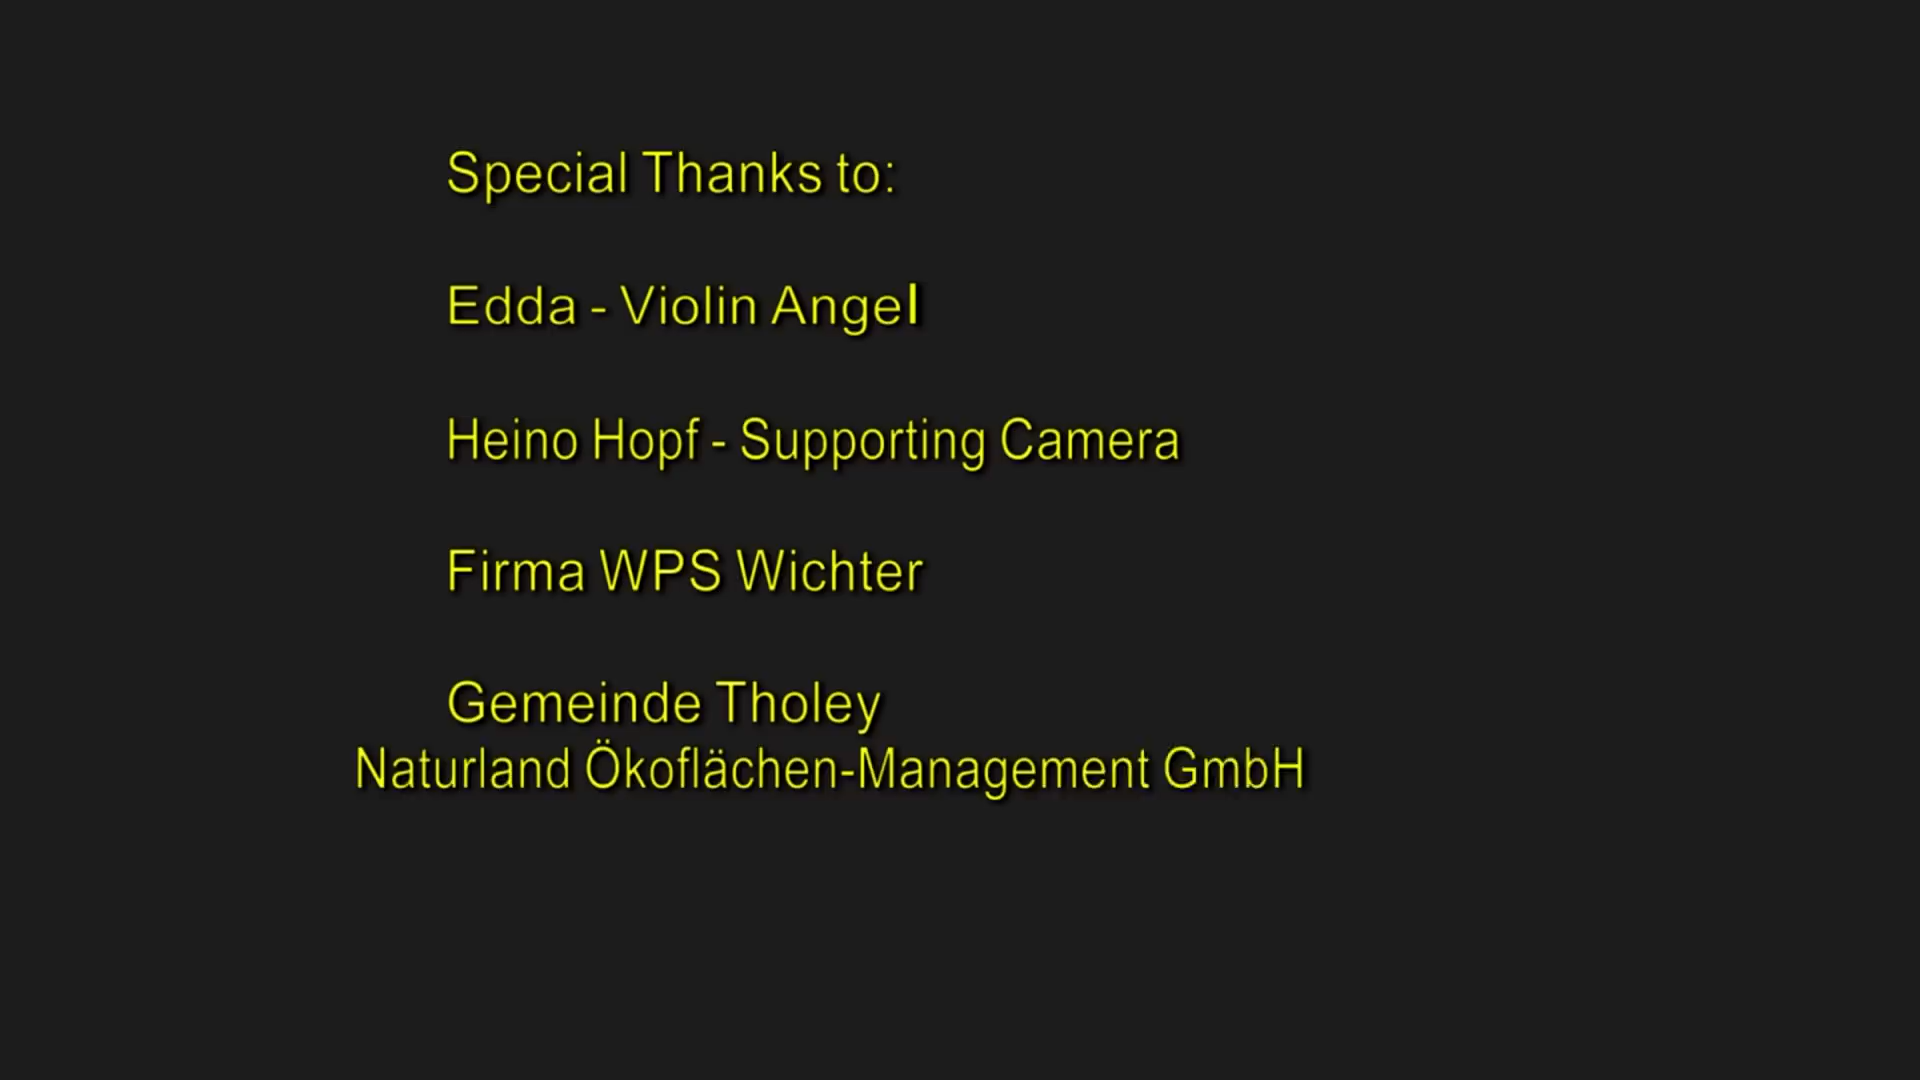 Special Thanks to:
Edda - Violin Angel
Heino Hopf - Supporting Camera
Firma WPS Wichter
Gemeinde Tholey
Naturland Ökoflächen-Management GmbH